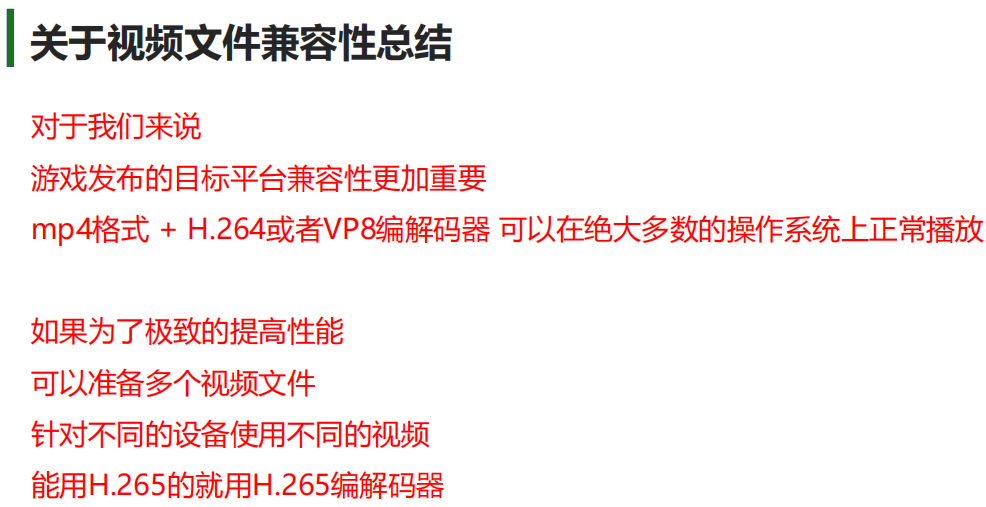 关于视频文件兼容性总结
对于我们来说
游戏发布的目标平台兼容性更加重要
mp4格式 + H.264或者VP8编解码器 可以在绝大多数的操作系统上正常播放
如果为了极致的提高性能
可以准备多个视频文件
针对不同的设备使用不同的视频
能用H.265的就用H.265编解码器